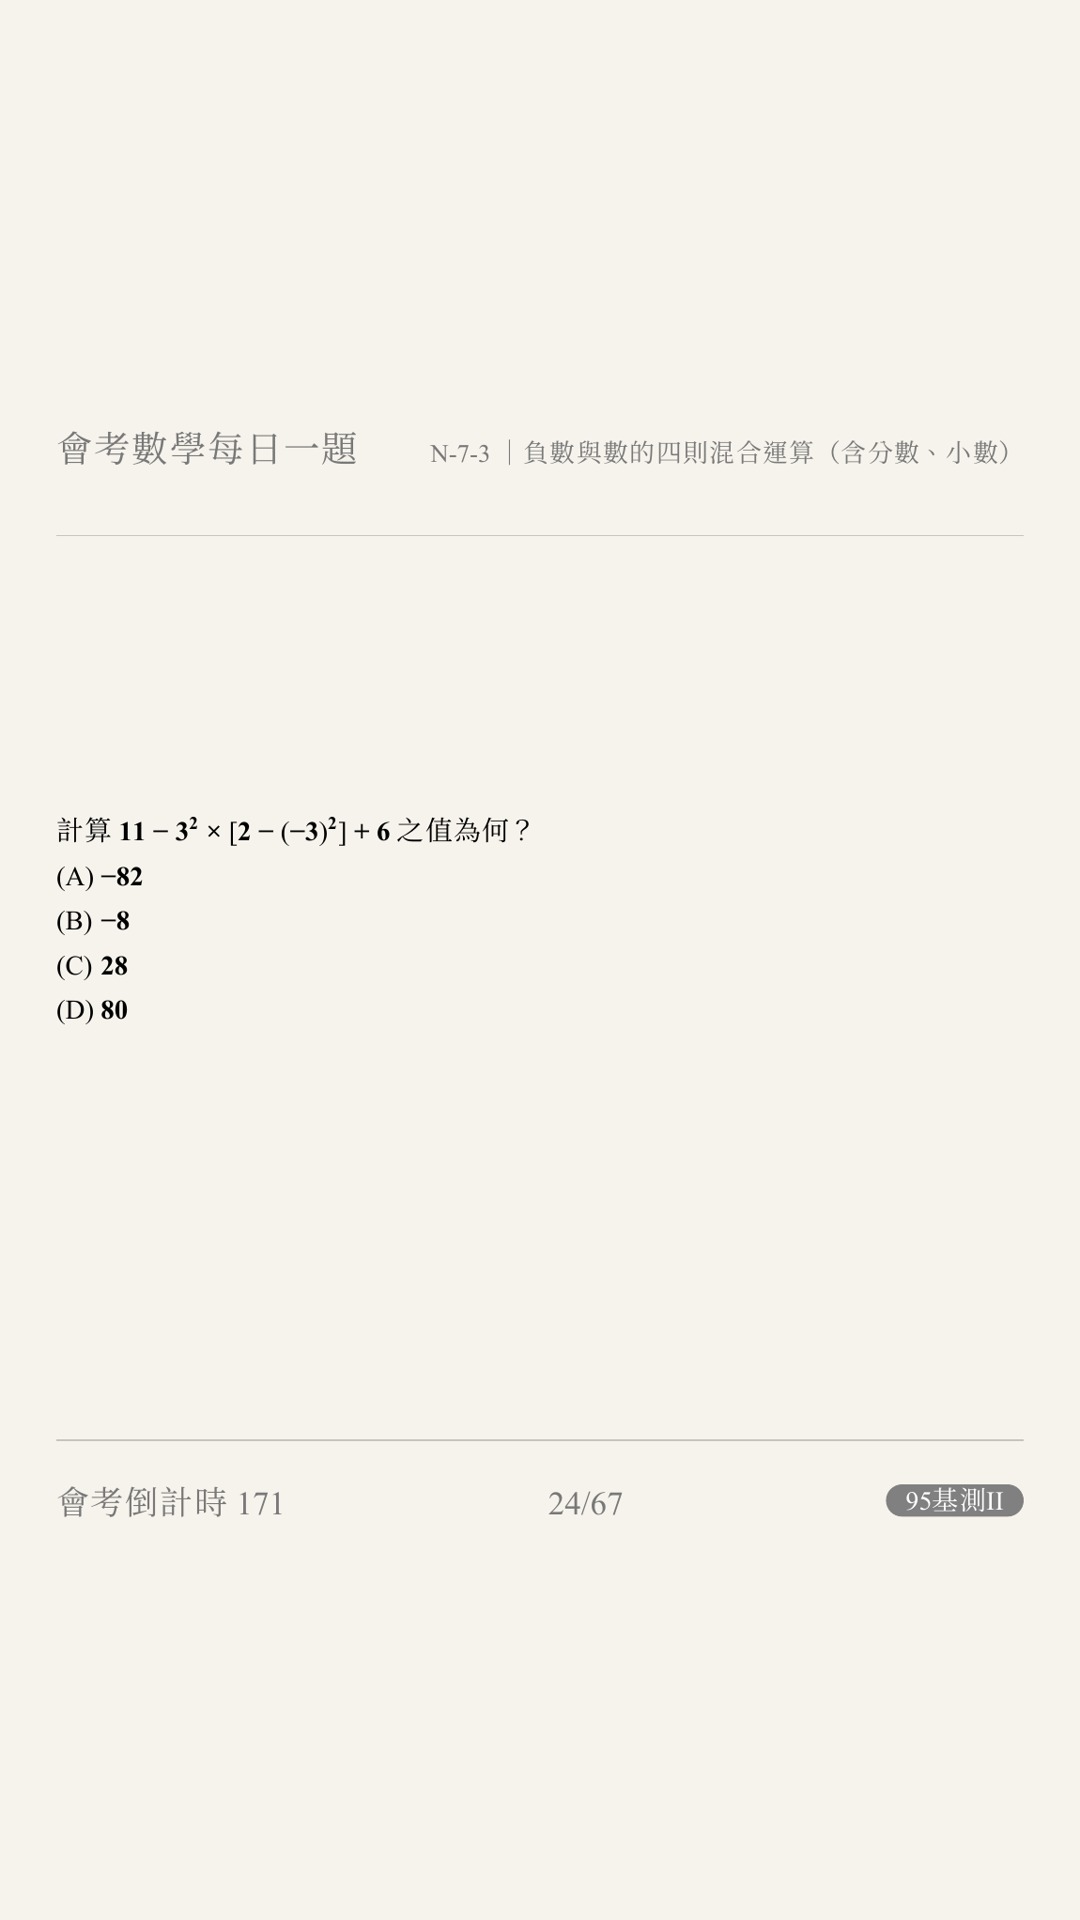 會考數學每日一題
N-7-3｜負數與數的四則混合運算（含分數、小數）
計算 11 − 3² × [2 − (−3)²] + 6 之值為何？
(A) −82
(B) −8
(C) 28
(D) 80
會考倒計時 171
24/67
95基測II